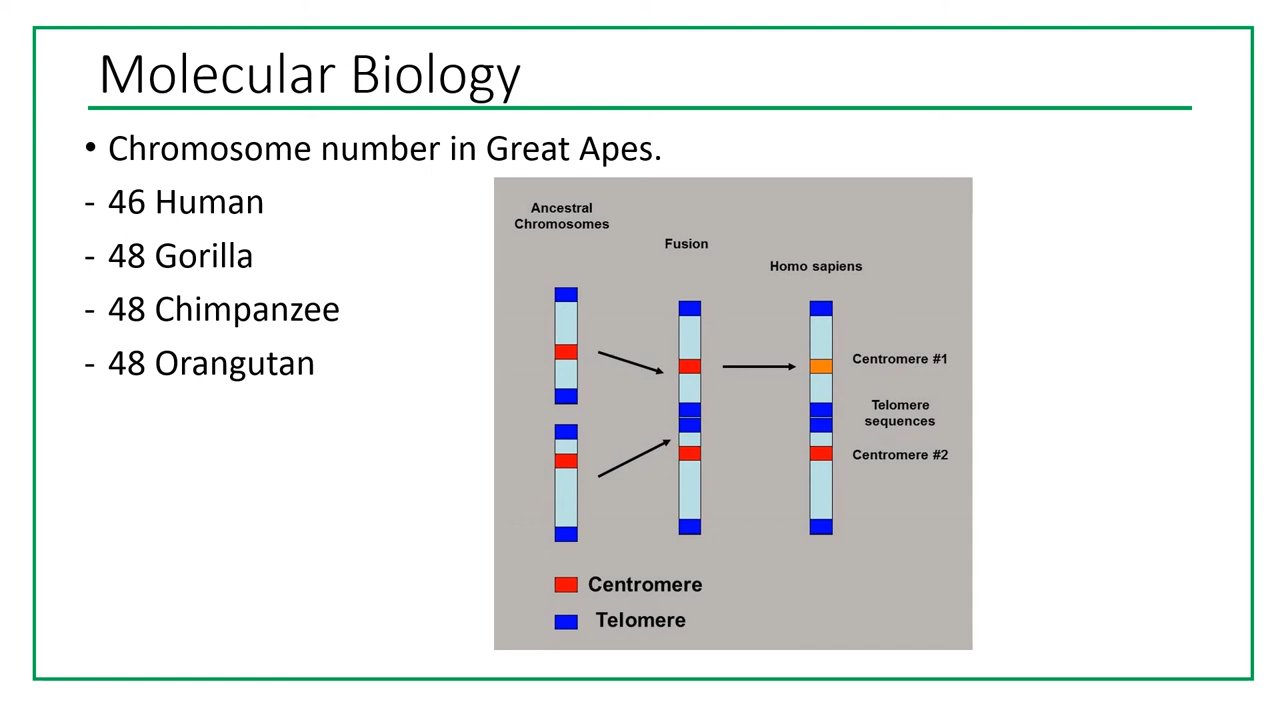 Molecular Biology
• Chromosome number in Great Apes.
- 46 Human
- 48 Gorilla
- 48 Chimpanzee
- 48 Orangutan
Ancestral
Chromosomes
Fusion
Homo sapiens
Centromere #1
Telomere
sequences
Centromere #2
Centromere
Telomere